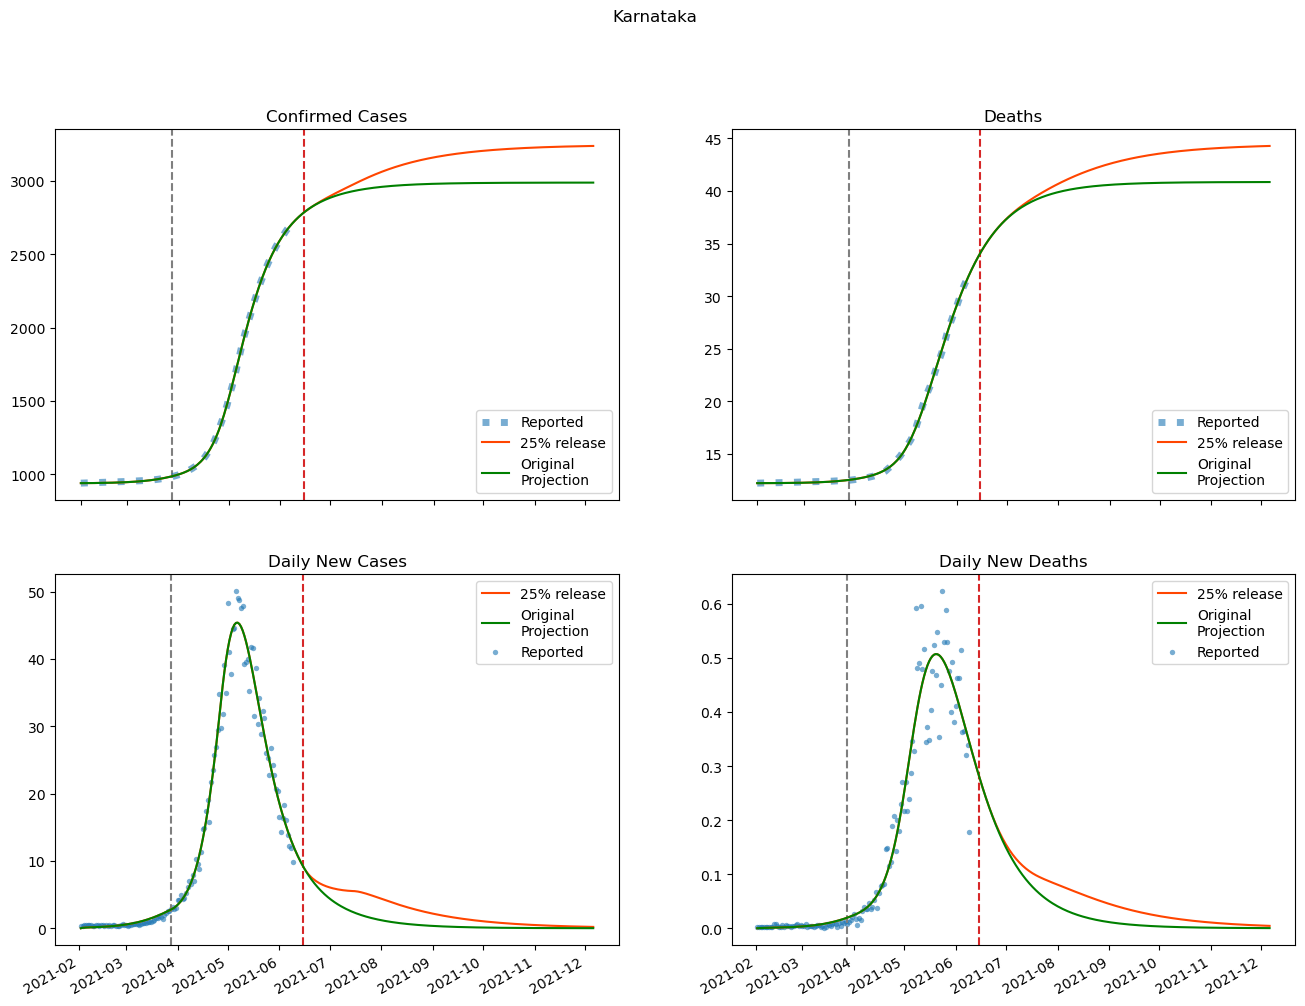 Karnataka
Confirmed Cases
3000
2500
2000
1500
1000
Reported
25% release
Original
Projection
Deaths
45
40
35
30
25
20
15
Reported
25% release
Original
Projection
Daily New Cases
50
40
30
20
10
0
25% release
Original
Projection
Reported
2021-02
2021-03
2021-04
2021-05
2021-06
2021-07
2021-08
2021-09
2021-10
2021-11
2021-12
Daily New Deaths
0.6
0.5
0.4
0.3
0.2
0.1
0.0
25% release
Original
Projection
Reported
2021-02
2021-03
2021-04
2021-05
2021-06
2021-07
2021-08
2021-09
2021-10
2021-11
2021-12